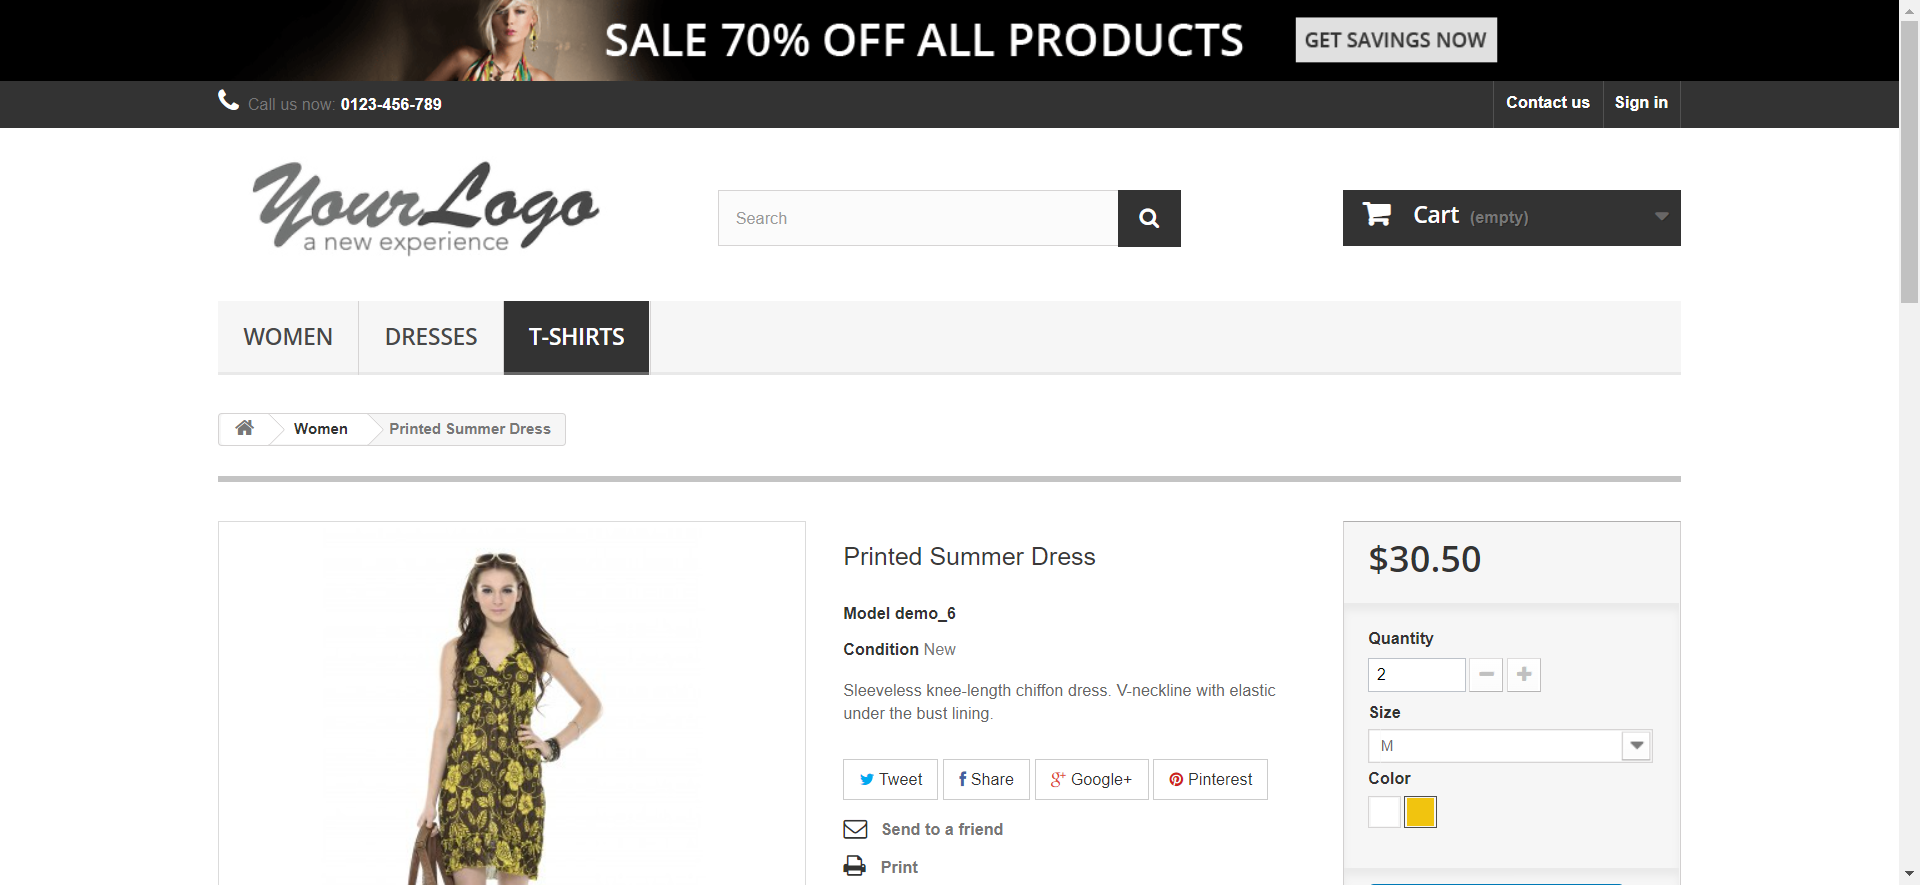 SALE 70% OFF ALL PRODUCTS GET SAVINGS NOW
Call us now: 0123-456-789 Contact us Sign in
YourLogo
a new experience
Search
Cart (empty)
WOMEN DRESSES T-SHIRTS
Women Printed Summer Dress
Printed Summer Dress
Model demo_6
Condition New
Sleeveless knee-length chiffon dress. V-neckline with elastic
under the bust lining.
Tweet Share Google+ Pinterest
Send to a friend
Print
$30.50
Quantity
2
Size
M
Color